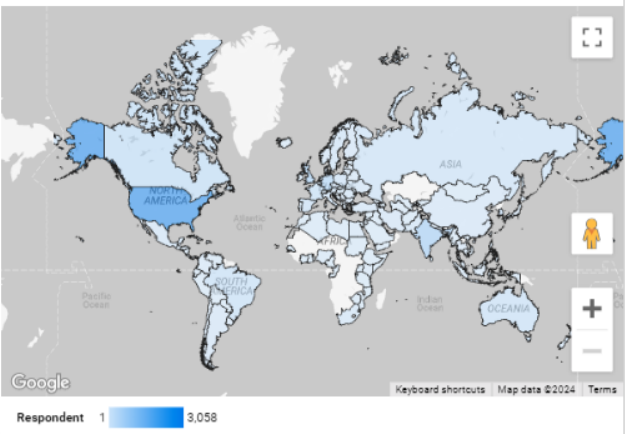 ASIA
NORTH
AMERICA
Atlantic
Ocean
AFRICA
SOUTH
AMERICA
Pacific
Ocean
Indian
Ocean
OCEANIA
Google
Keyboard shortcuts Map data ©2024 Terms
Respondent 1 3,058